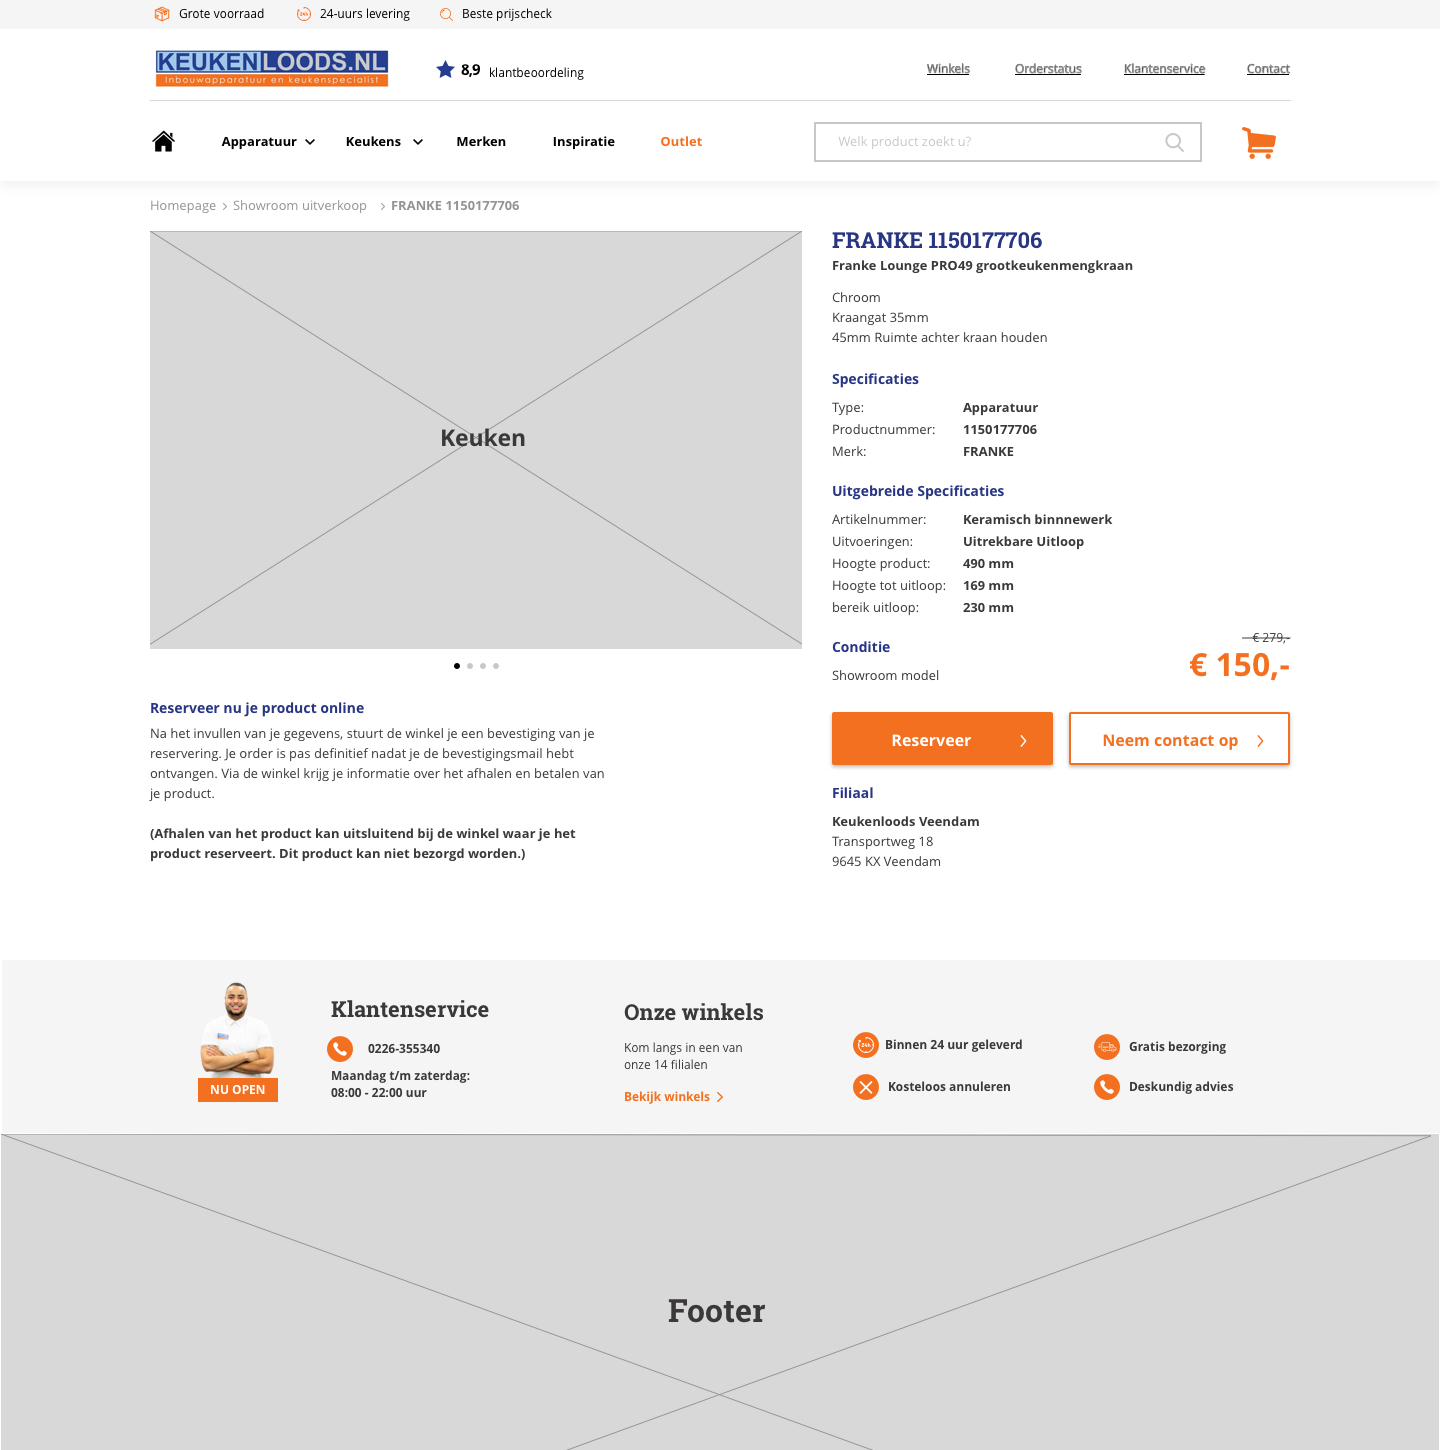 Grote voorraad
24-uurs levering
Beste prijscheck
KEUKENLOODS.NL
Inbouwapparatuur en keukenspecialist
8,9 klantbeoordeling
Winkels
Orderstatus
Klantenservice
Contact
Apparatuur
Keukens
Merken
Inspiratie
Outlet
Welk product zoekt u?
Homepage > Showroom uitverkoop > FRANKE 1150177706
Keuken
FRANKE 1150177706
Franke Lounge PRO49 grootkeukenmengkraan
Chroom
Kraangat 35mm
45mm Ruimte achter kraan houden
Specificaties
Type: Apparatuur
Productnummer: 1150177706
Merk: FRANKE
Uitgebreide Specificaties
Artikelnummer: Keramisch binnnewerk
Uitvoeringen: Uitrekbare Uitloop
Hoogte product: 490 mm
Hoogte tot uitloop: 169 mm
bereik uitloop: 230 mm
Conditie
Showroom model
€ 279,-
€ 150,-
Reserveer
Neem contact op
Filiaal
Keukenloods Veendam
Transportweg 18
9645 KX Veendam
Reserveer nu je product online
Na het invullen van je gegevens, stuurt de winkel je een bevestiging van je
reservering. Je order is pas definitief nadat je de bevestigingsmail hebt
ontvangen. Via de winkel krijg je informatie over het afhalen en betalen van
je product.
(Afhalen van het product kan uitsluitend bij de winkel waar je het
product reserveert. Dit product kan niet bezorgd worden.)
NU OPEN
Klantenservice
0226-355340
Maandag t/m zaterdag:
08:00 - 22:00 uur
Onze winkels
Kom langs in een van
onze 14 filialen
Bekijk winkels
Binnen 24 uur geleverd
Kosteloos annuleren
Gratis bezorging
Deskundig advies
Footer